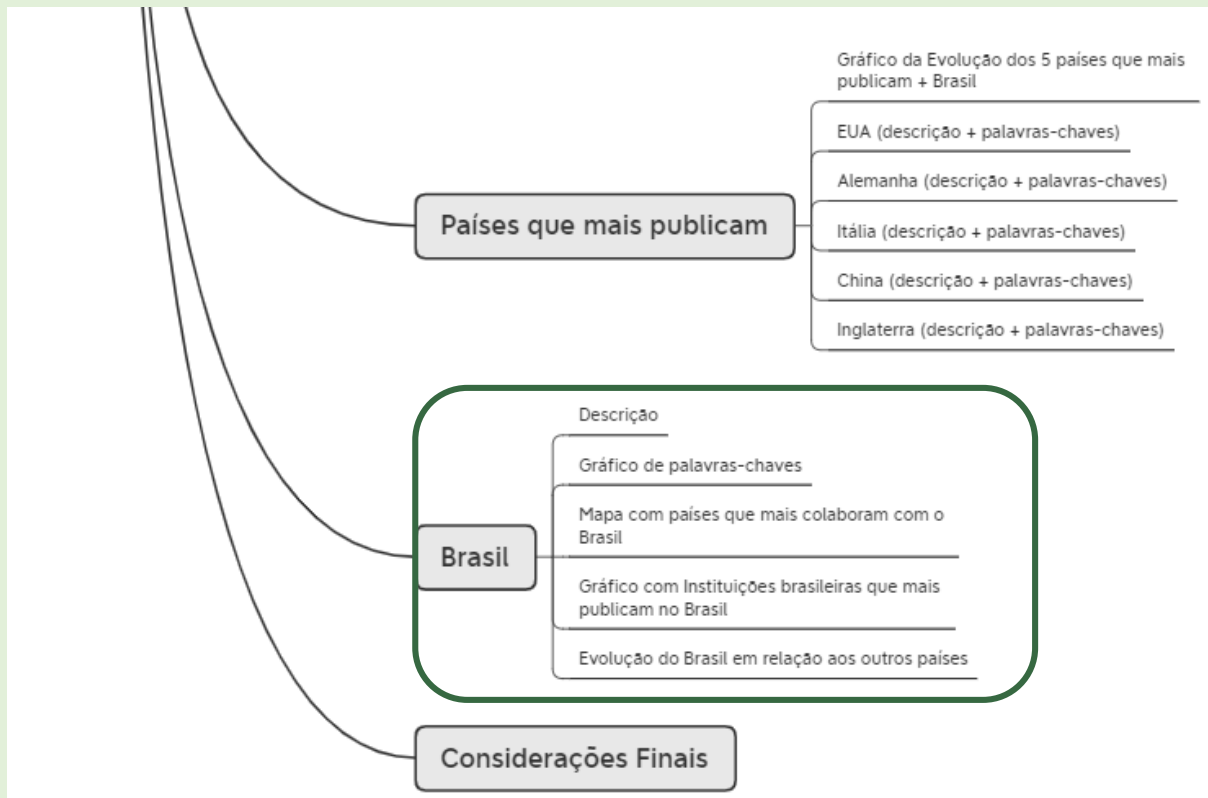 Gráfico da Evolução dos 5 países que mais
publicam + Brasil
EUA (descrição + palavras-chaves)
Alemanha (descrição + palavras-chaves)
Países que mais publicam
Itália (descrição + palavras-chaves)
China (descrição + palavras-chaves)
Inglaterra (descrição + palavras-chaves)
Descrição
Gráfico de palavras-chaves
Mapa com países que mais colaboram com o
Brasil
Brasil
Gráfico com Instituições brasileiras que mais
publicam no Brasil
Evolução do Brasil em relação aos outros países
Considerações Finais